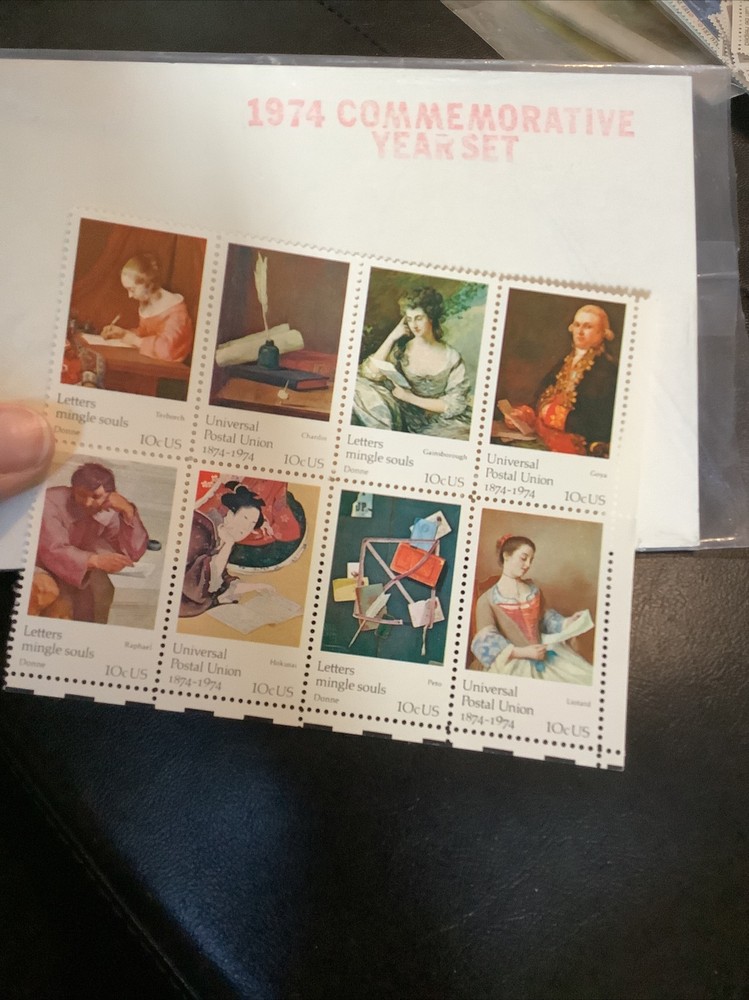 1974 COMMEMORATIVE
YEAR SET
Letters
mingle souls
Donne
Terborch
10c US
Universal
Postal Union
1874-1974
Chardin
10c US
Letters
mingle souls
Donne
Gainsborough
10c US
Universal
Postal Union
1874-1974
Goya
10c US
Letters
mingle souls
Donne
Raphael
10c US
Universal
Postal Union
1874-1974
Hokusai
10c US
Letters
mingle souls
Donne
Peto
10c US
Universal
Postal Union
1874-1974
Liotard
10c US